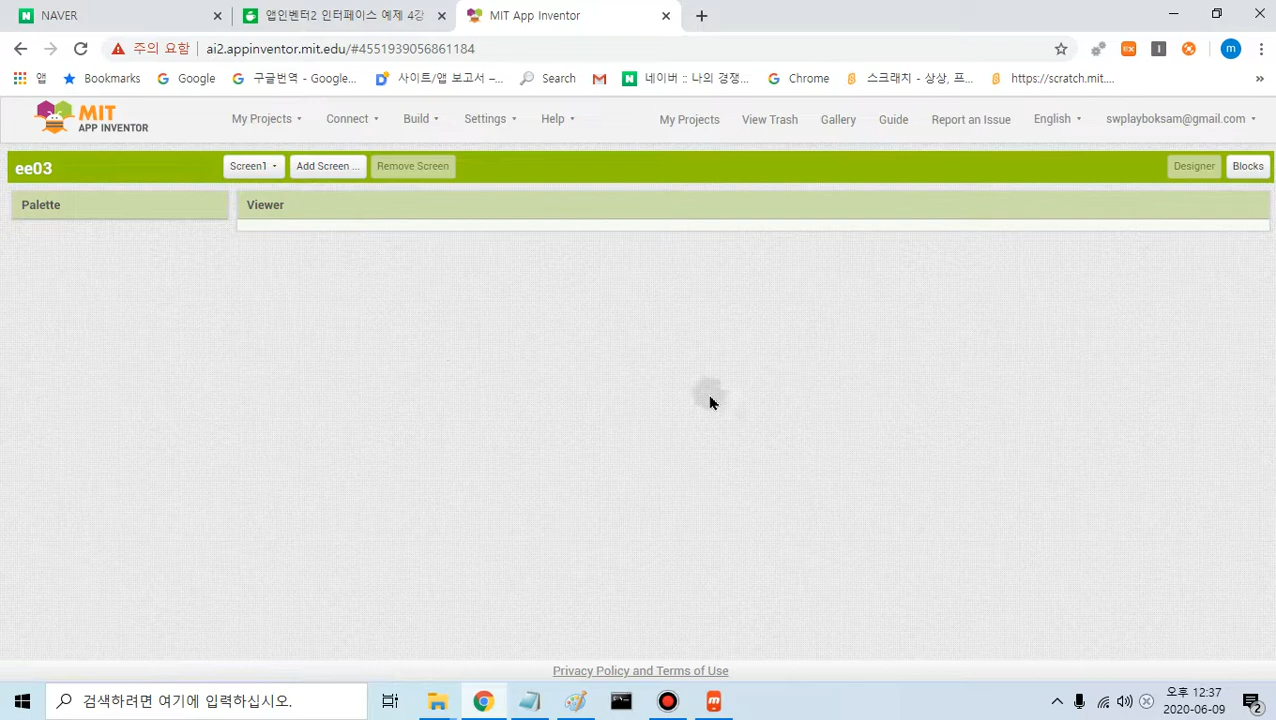 NAVER
앱인벤터2 인터페이스 예제 4강
MIT App Inventor
주의 요함
ai2.appinventor.mit.edu/#4551939056861184
m
앱
Bookmarks
Google
구글번역 - Google...
사이트/앱 보고서 –...
Search
네이버 :: 나의 경쟁...
Chrome
스크래치 - 상상, 프...
https://scratch.mit....
»
MIT
APP INVENTOR
My Projects
Connect
Build
Settings
Help
My Projects
View Trash
Gallery
Guide
Report an Issue
English
swplayboksam@gmail.com
ee03
Screen1
Add Screen ...
Remove Screen
Designer
Blocks
Palette
Viewer
Privacy Policy and Terms of Use
검색하려면 여기에 입력하십시오.
오후 12:37
2020-06-09
2